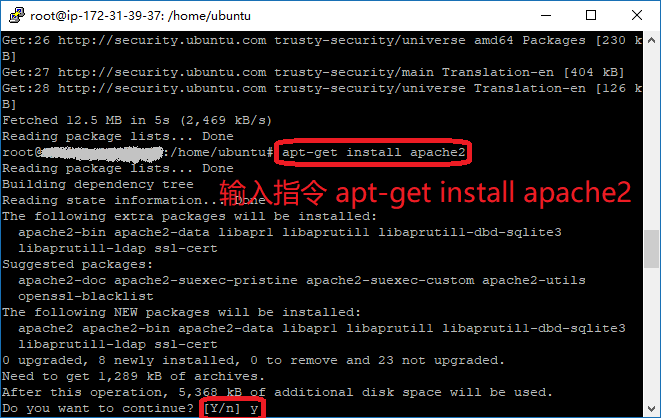 root@ip-172-31-39-37: /home/ubuntu
Get:26 http://security.ubuntu.com trusty-security/universe amd64 Packages [230 k
B]
Get:27 http://security.ubuntu.com trusty-security/main Translation-en [404 kB]
Get:28 http://security.ubuntu.com trusty-security/universe Translation-en [126 k
B]
Fetched 12.5 MB in 5s (2,469 kB/s)
Reading package lists... Done
root@:/home/ubuntu# apt-get install apache2
Reading package lists... Done
Building dependency tree
输入指令 apt-get install apache2
Reading state information... Done
The following extra packages will be installed:
apache2-bin apache2-data libapr1 libaprutil1 libaprutil1-dbd-sqlite3
libaprutil1-ldap ssl-cert
Suggested packages:
apache2-doc apache2-suexec-pristine apache2-suexec-custom apache2-utils
openssl-blacklist
The following NEW packages will be installed:
apache2 apache2-bin apache2-data libapr1 libaprutil1 libaprutil1-dbd-sqlite3
libaprutil1-ldap ssl-cert
0 upgraded, 8 newly installed, 0 to remove and 23 not upgraded.
Need to get 1,289 kB of archives.
After this operation, 5,368 kB of additional disk space will be used.
Do you want to continue? [Y/n] y